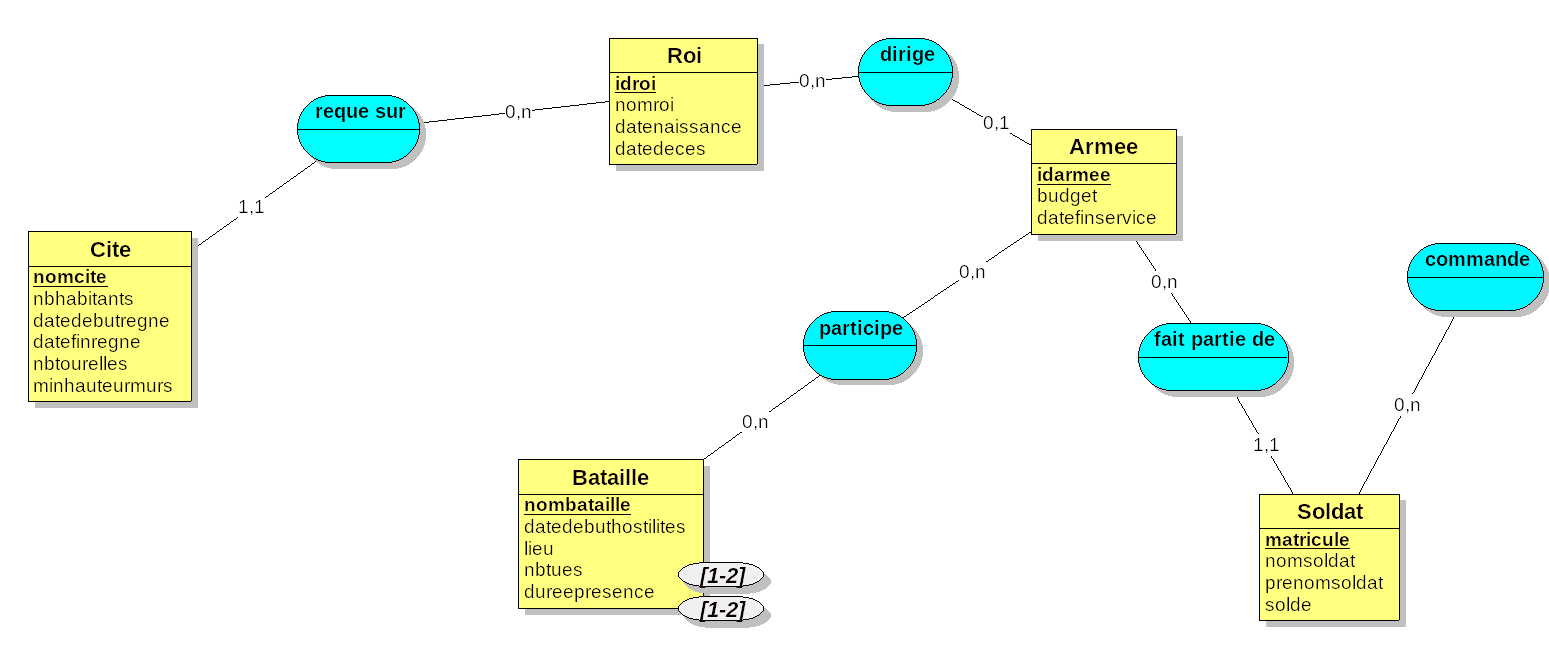 Roi
idroi
nomroi
datenaissance
datedeces
dirige
reque sur
0,n
0,n
0,1
1,1
Armee
idarmee
budget
datefinservice
Cite
nomcite
nbhabitants
datedebutregne
datefinregne
nbtourelles
minhauteurmurs
commande
0,n
0,n
participe
fait partie de
0,n
0,n
1,1
Bataille
nombataille
datedebuthostilites
lieu
nbtues
dureepresence
[1-2]
[1-2]
Soldat
matricule
nomsoldat
prenomsoldat
solde